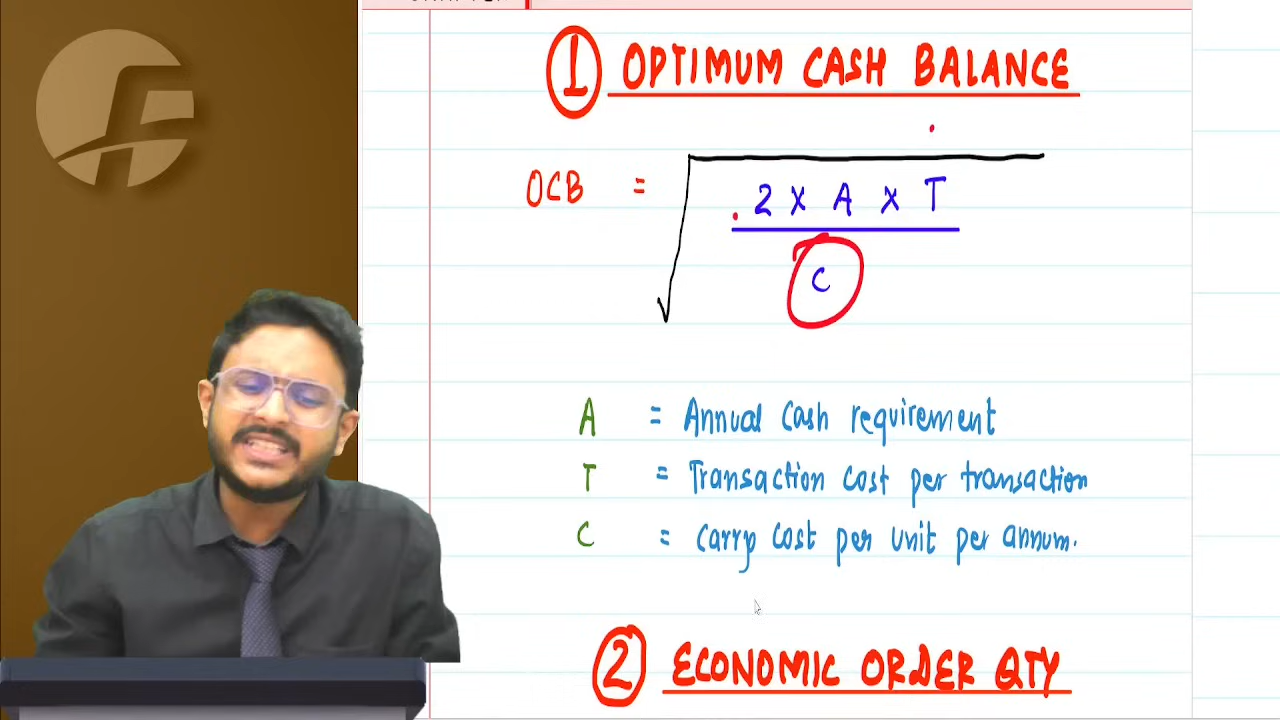 1 OPTIMUM CASH BALANCE
OCB = √ 2 x A x T
C
A = Annual cash requirement
T = Transaction cost per transaction
C = Carry cost per unit per annum.
2 ECONOMIC ORDER QTY